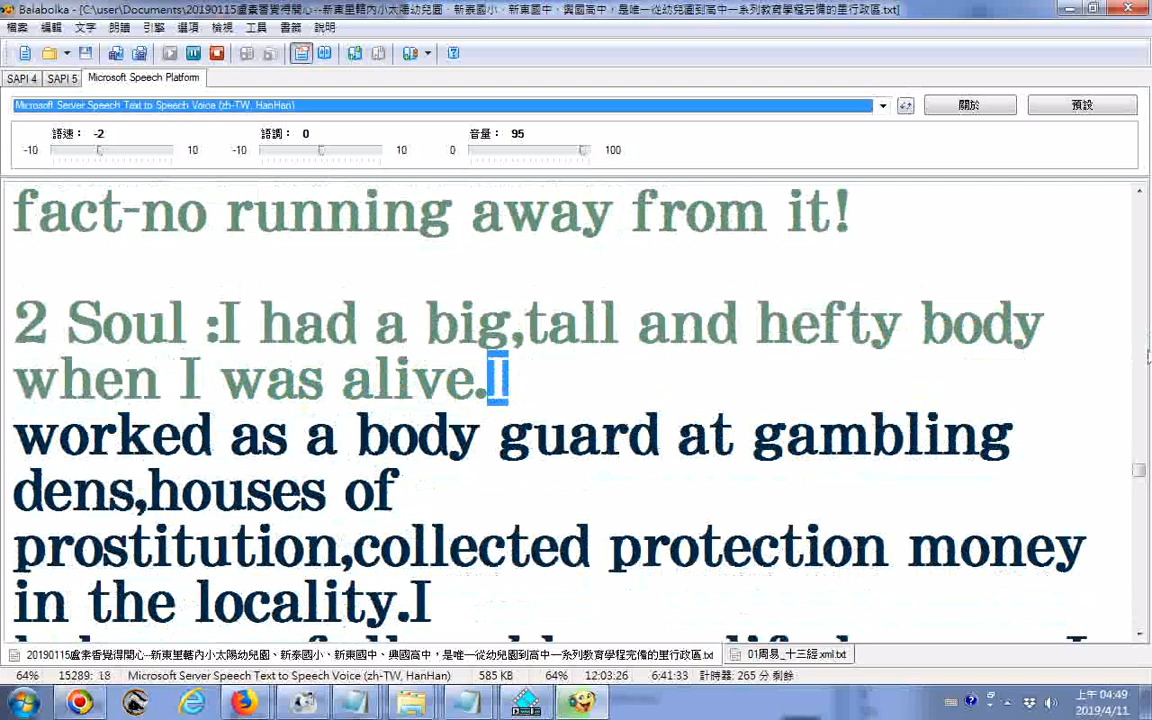 Balabolka - [C:\user\Documents\20190115盧素香覺得開心--新東里轄內小太陽幼兒園、新泰國小、新東國中、興國高中，是唯一從幼兒園到高中一系列教育學程完備的里行政區.txt]
檔案 編輯 文字 朗讀 引擎 選項 檢視 工具 書籤 說明
SAPI 4 SAPI 5 Microsoft Speech Platform
Microsoft Server Speech Text to Speech Voice (zh-TW, HanHan) 關於 預設
語速： -2 語調： 0 音量： 95
-10 10 -10 10 0 100
fact-no running away from it!
2 Soul :I had a big,tall and hefty body
when I was alive.I
worked as a body guard at gambling
dens,houses of
prostitution,collected protection money
in the locality.I
20190115盧素香覺得開心--新東里轄內小太陽幼兒園、新泰國小、新東國中、興國高中，是唯一從幼兒園到高中一系列教育學程完備的里行政區.txt 01周易_十三經.xml.txt
64% 15289: 18 Microsoft Server Speech Text to Speech Voice (zh-TW, HanHan) 585 KB 64% 12:03:26 6:41:33 計時器: 265 分 剩餘
上午 04:49
2019/4/11